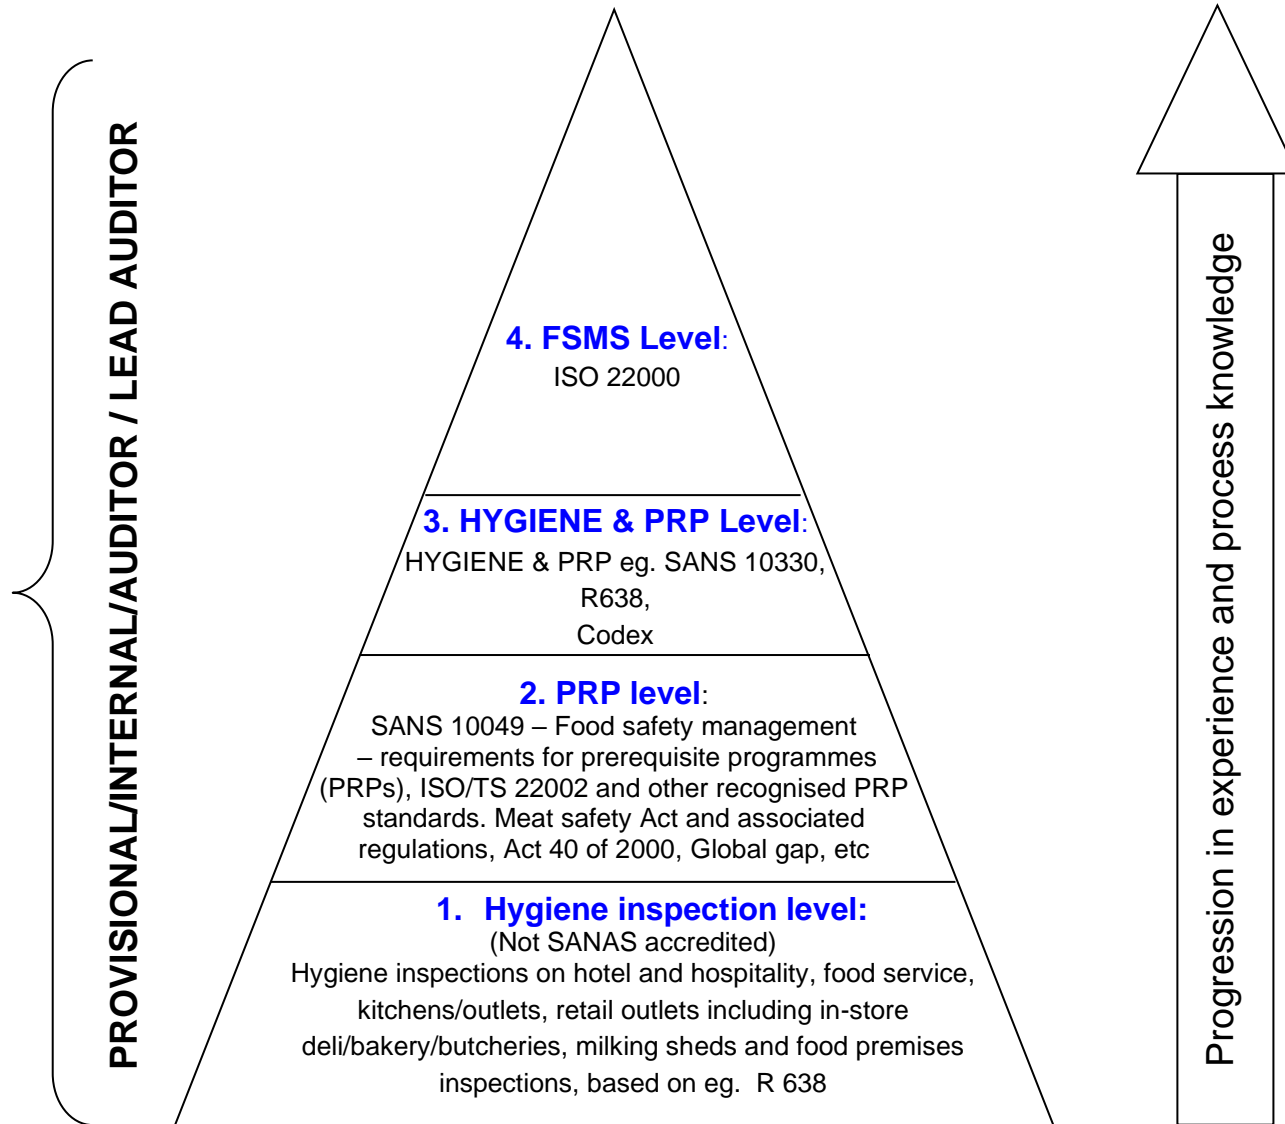 PROVISIONAL/INTERNAL/AUDITOR / LEAD AUDITOR
4. FSMS Level:
ISO 22000
3. HYGIENE & PRP Level:
HYGIENE & PRP eg. SANS 10330,
R638,
Codex
2. PRP level:
SANS 10049 – Food safety management
– requirements for prerequisite programmes
(PRPs), ISO/TS 22002 and other recognised PRP
standards. Meat safety Act and associated
regulations, Act 40 of 2000, Global gap, etc
1. Hygiene inspection level:
(Not SANAS accredited)
Hygiene inspections on hotel and hospitality, food service,
kitchens/outlets, retail outlets including in-store
deli/bakery/butcheries, milking sheds and food premises
inspections, based on eg. R 638
Progression in experience and process knowledge